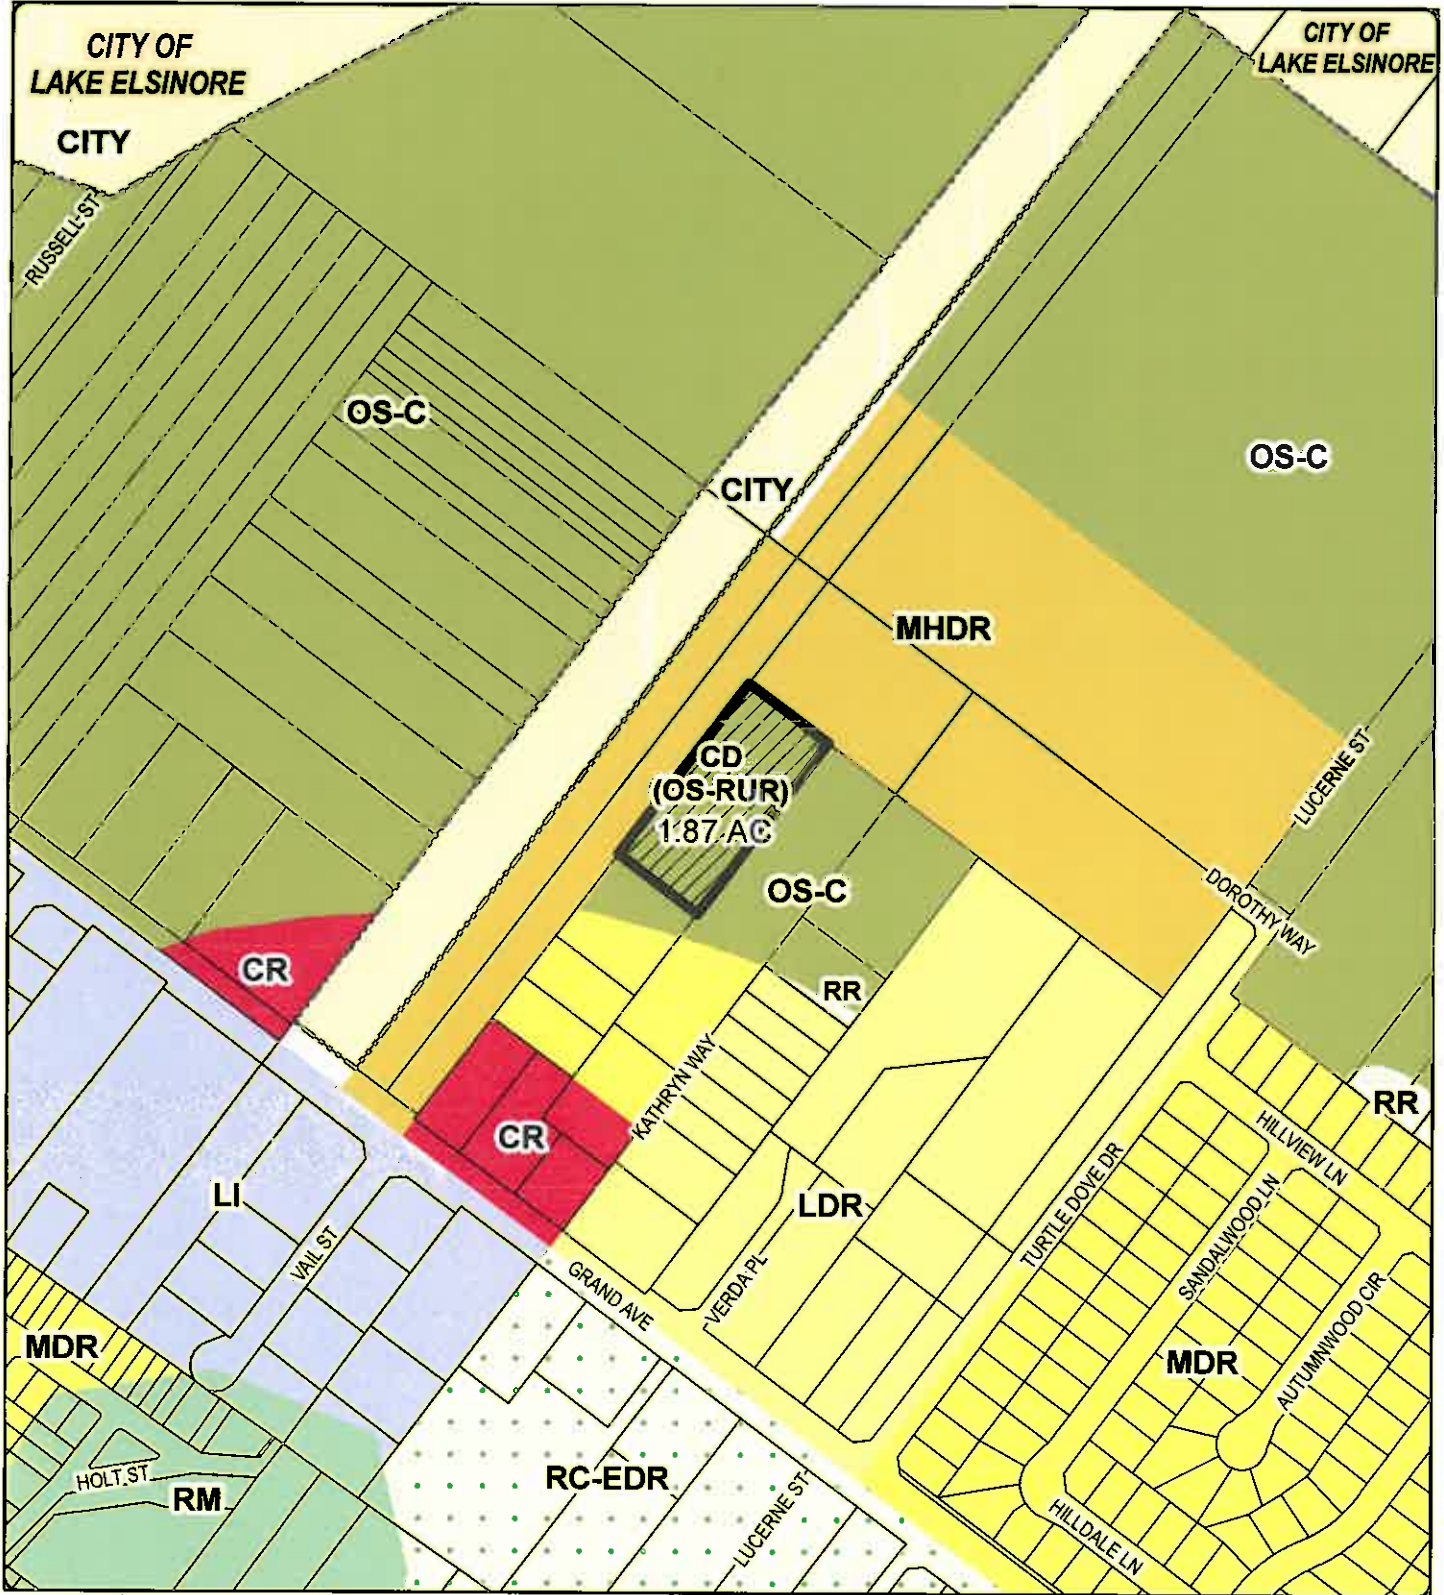 CITY OF
LAKE ELSINORE
CITY OF
LAKE ELSINORE
CITY
RUSSELL ST
OS-C
OS-C
CITY
MHDR
CD
(OS-RUR)
1.87 AC
LUCERNE ST
OS-C
DOROTHY WAY
CR
RR
KATHRYN WAY
RR
CR
HILLVIEW LN
LI
LDR
TURTLE DOVE DR
SANDALWOOD LN
VAIL ST
GRAND AVE
VERDA PL
AUTUMNWOOD CIR
MDR
MDR
HOLT ST
RM
RC-EDR
LUCERNE ST
HILLDALE LN